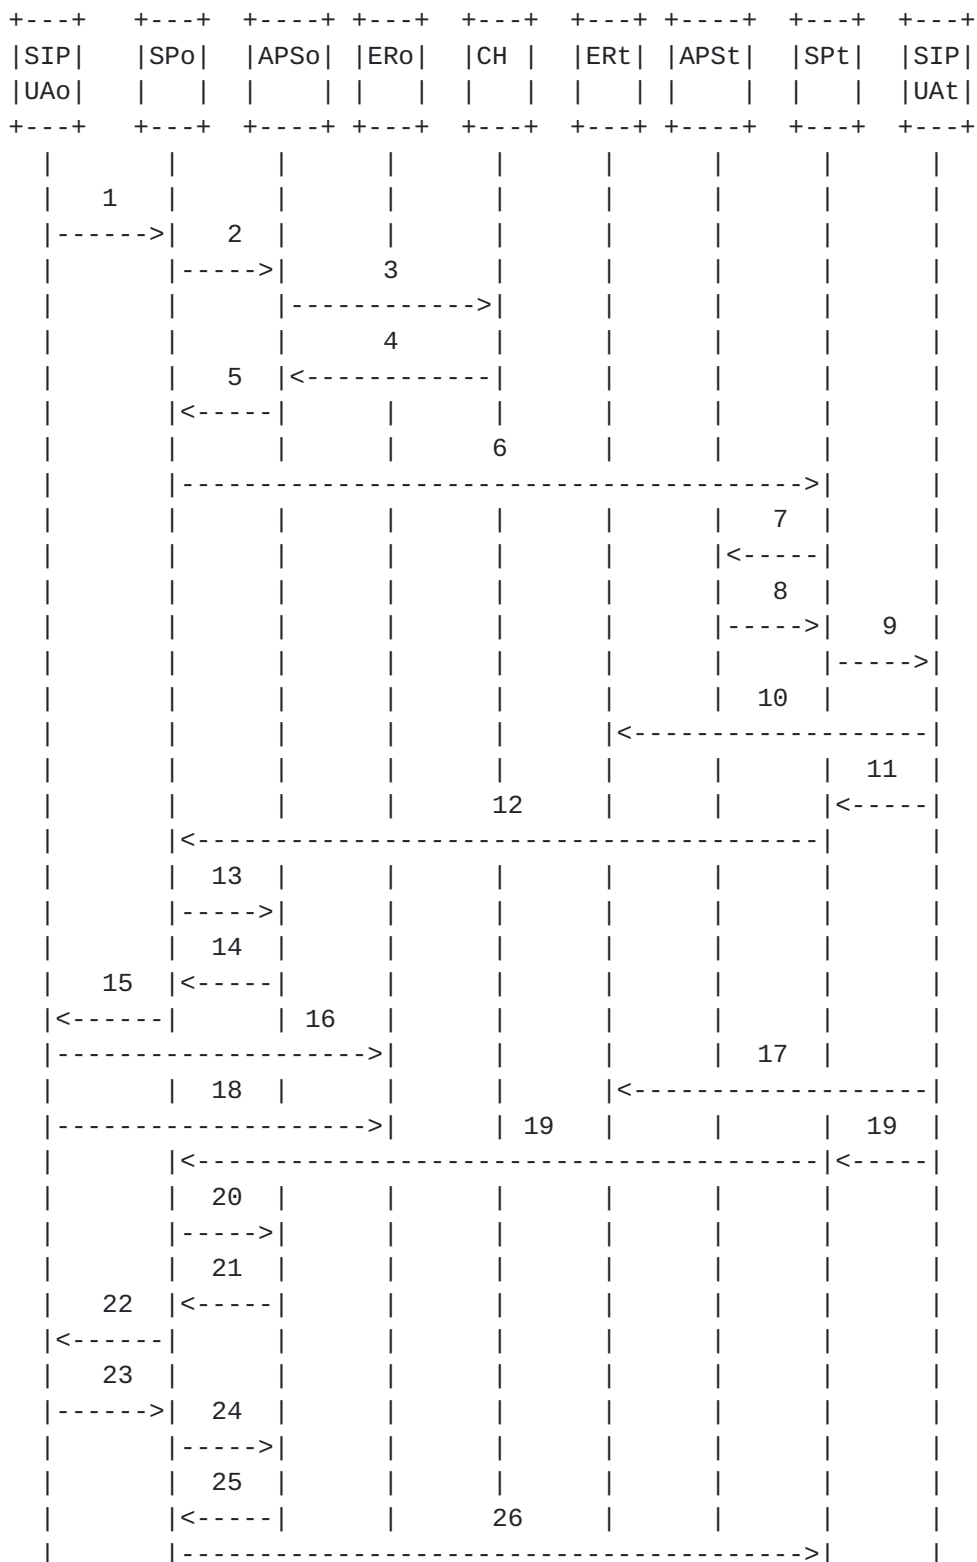 +---+   +---+  +----+ +---+  +---+  +---+ +----+  +---+  +---+
|SIP|   |SPo|  |APSo| |ERo|  |CH |  |ERt| |APSt|  |SPt|  |SIP|
|UAo|   |   |  |    | |   |  |   |  |   | |    |  |   |  |UAt|
+---+   +---+  +----+ +---+  +---+  +---+ +----+  +---+  +---+
  |       |      |      |      |      |      |      |      |
  |   1   |      |      |      |      |      |      |      |
  |------>|   2  |      |      |      |      |      |      |
  |       |----->|      3      |      |      |      |      |
  |       |      |------------>|      |      |      |      |
  |       |      |      4      |      |      |      |      |
  |       |   5  |<------------|      |      |      |      |
  |       |<-----|      |      |      |      |      |      |
  |       |      |      |      6      |      |      |      |
  |       |---------------------------------------->|      |
  |       |      |      |      |      |      |   7  |      |
  |       |      |      |      |      |      |<-----|      |
  |       |      |      |      |      |      |   8  |      |
  |       |      |      |      |      |      |----->|   9  |
  |       |      |      |      |      |      |      |----->|
  |       |      |      |      |      |      |  10  |      |
  |       |      |      |      |      |<-------------------|
  |       |      |      |      |      |      |      |  11  |
  |       |      |      |      12     |      |      |<-----|
  |       |<----------------------------------------|      |
  |       |  13  |      |      |      |      |      |      |
  |       |----->|      |      |      |      |      |      |
  |       |  14  |      |      |      |      |      |      |
  |   15  |<-----|      |      |      |      |      |      |
  |<------|      | 16   |      |      |      |      |      |
  |-------------------->|      |      |      |  17  |      |
  |       |  18  |      |      |      |<-------------------|
  |-------------------->|      | 19   |      |      |  19  |
  |       |<----------------------------------------|<-----|
  |       |  20  |      |      |      |      |      |      |
  |       |----->|      |      |      |      |      |      |
  |       |  21  |      |      |      |      |      |      |
  |   22  |<-----|      |      |      |      |      |      |
  |<------|      |      |      |      |      |      |      |
  |   23  |      |      |      |      |      |      |      |
  |------>|  24  |      |      |      |      |      |      |
  |       |----->|      |      |      |      |      |      |
  |       |  25  |      |      |      |      |      |      |
  |       |<-----|      |      26     |      |      |      |
  |       |---------------------------------------->|      |